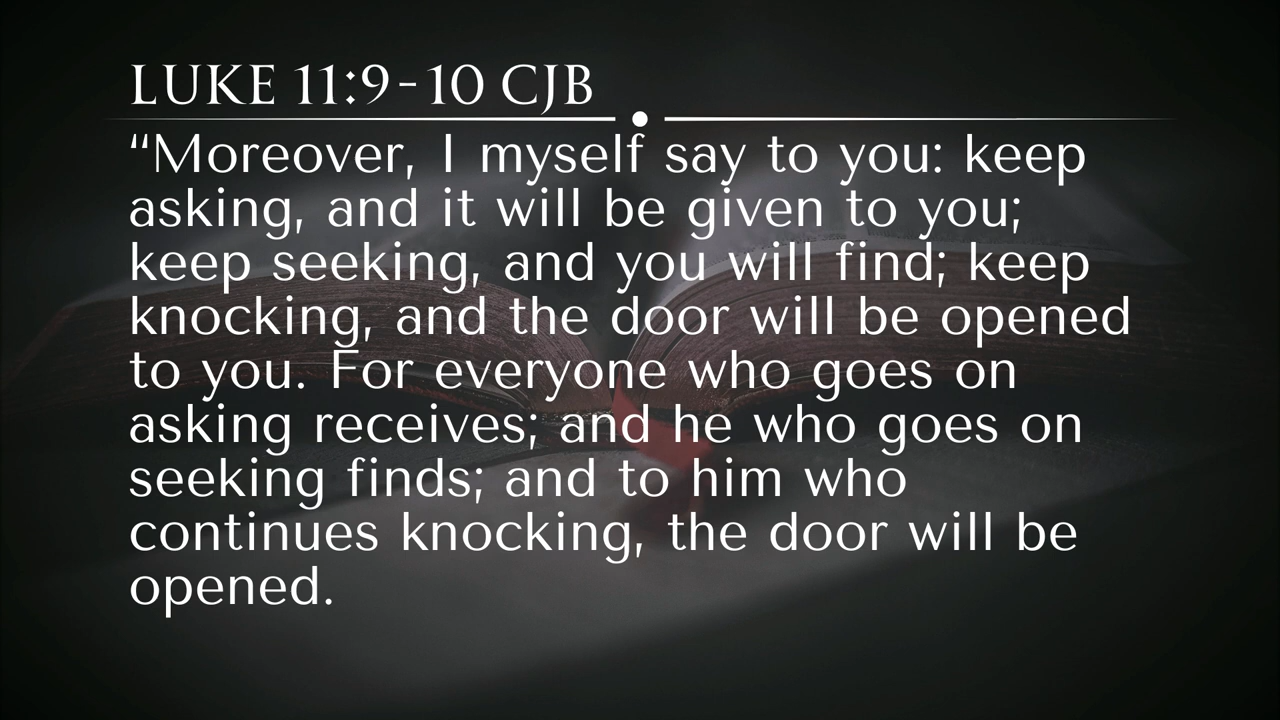 LUKE 11:9-10 CJB
“Moreover, I myself say to you: keep
asking, and it will be given to you;
keep seeking, and you will find; keep
knocking, and the door will be opened
to you. For everyone who goes on
asking receives; and he who goes on
seeking finds; and to him who
continues knocking, the door will be
opened.